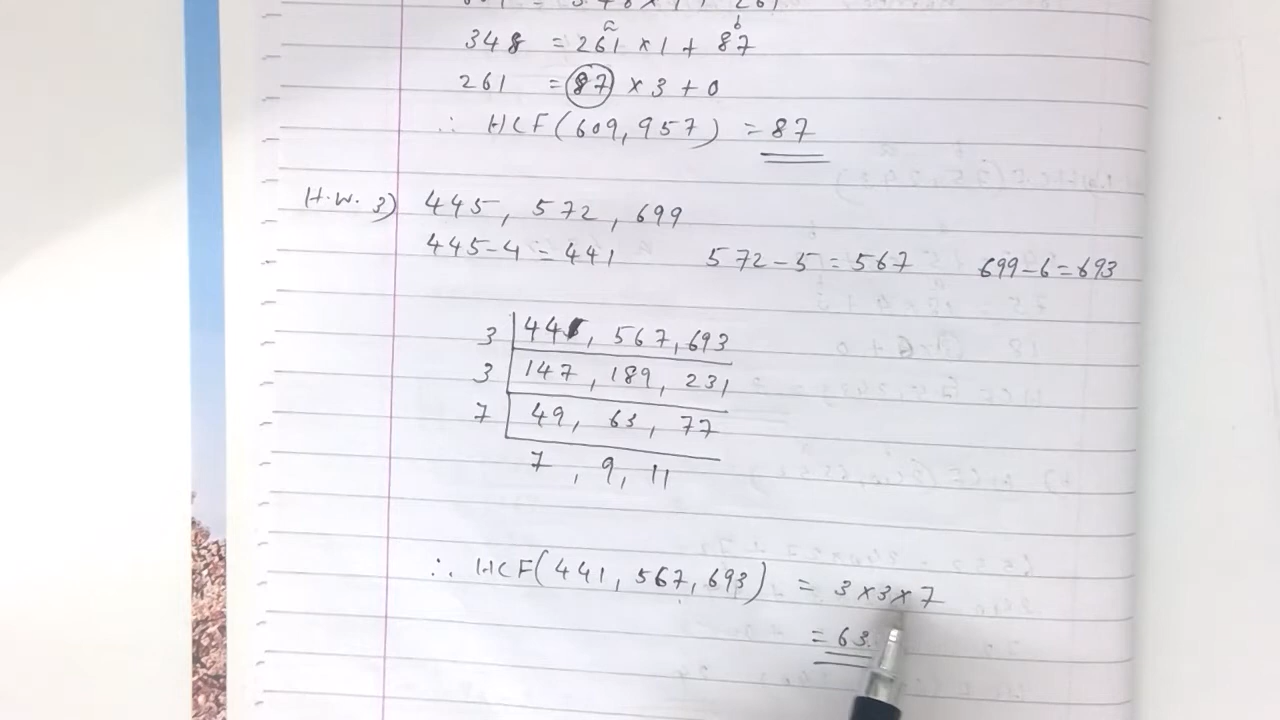 348 = 261 × 1 + 87
a b
261 = 87 × 3 + 0
∴ HCF(609, 957) = 87
H.W. 3) 445, 572, 699
445-4 = 441 572-5 = 567 699-6 = 693
3 441, 567, 693
3 147, 189, 231
7 49, 63, 77
7, 9, 11
∴ HCF(441, 567, 693) = 3×3×7
= 63.